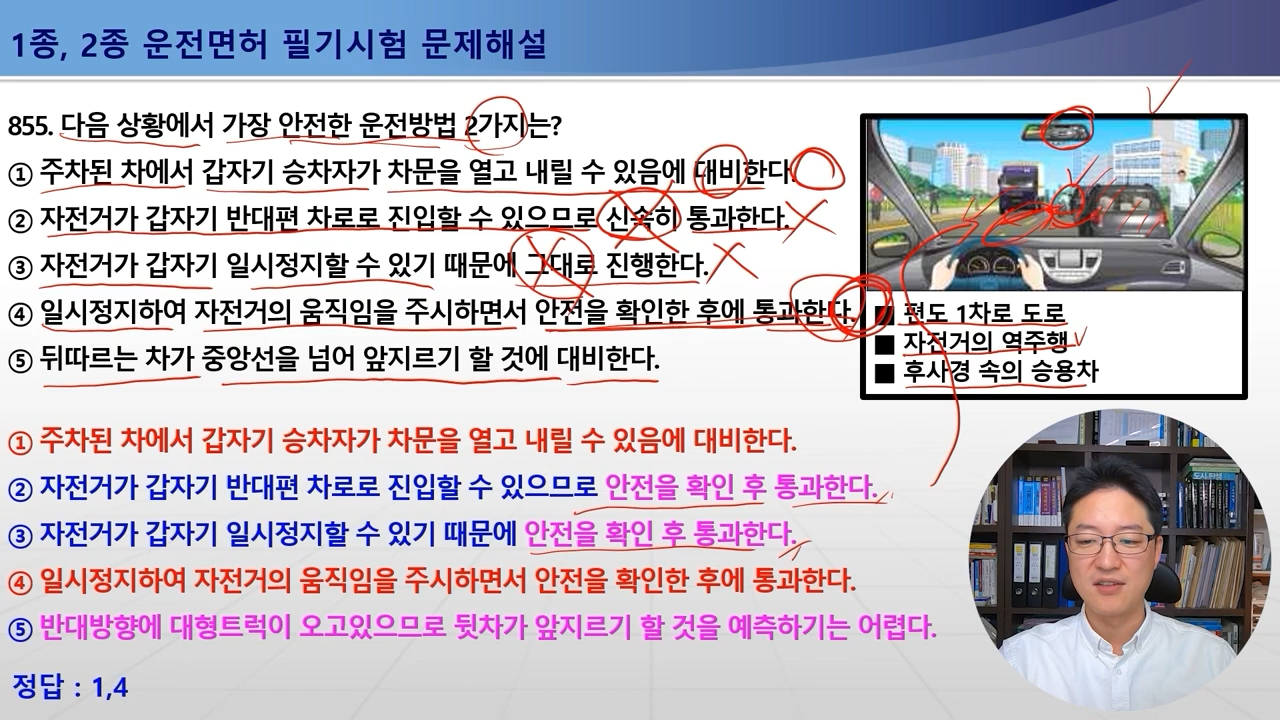 1종, 2종 운전면허 필기시험 문제해설
855. 다음 상황에서 가장 안전한 운전방법 2가지는?
① 주차된 차에서 갑자기 승차자가 차문을 열고 내릴 수 있음에 대비한다.
② 자전거가 갑자기 반대편 차로로 진입할 수 있으므로 신속히 통과한다.
③ 자전거가 갑자기 일시정지할 수 있기 때문에 그대로 진행한다.
④ 일시정지하여 자전거의 움직임을 주시하면서 안전을 확인한 후에 통과한다.
⑤ 뒤따르는 차가 중앙선을 넘어 앞지르기 할 것에 대비한다.
■ 편도 1차로 도로
■ 자전거의 역주행
■ 후사경 속의 승용차
① 주차된 차에서 갑자기 승차자가 차문을 열고 내릴 수 있음에 대비한다.
② 자전거가 갑자기 반대편 차로로 진입할 수 있으므로 안전을 확인 후 통과한다.
③ 자전거가 갑자기 일시정지할 수 있기 때문에 안전을 확인 후 통과한다.
④ 일시정지하여 자전거의 움직임을 주시하면서 안전을 확인한 후에 통과한다.
⑤ 반대방향에 대형트럭이 오고있으므로 뒷차가 앞지르기 할 것을 예측하기는 어렵다.
정답 : 1,4